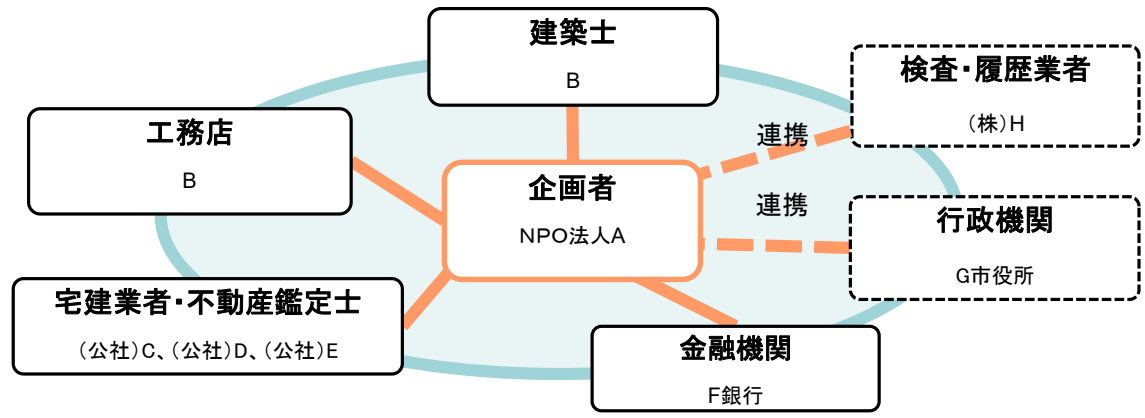 建築士
B
検査・履歴業者
(株)H
工務店
B
連携
企画者
NPO法人A
連携
行政機関
G市役所
宅建業者・不動産鑑定士
(公社)C、(公社)D、(公社)E
金融機関
F銀行